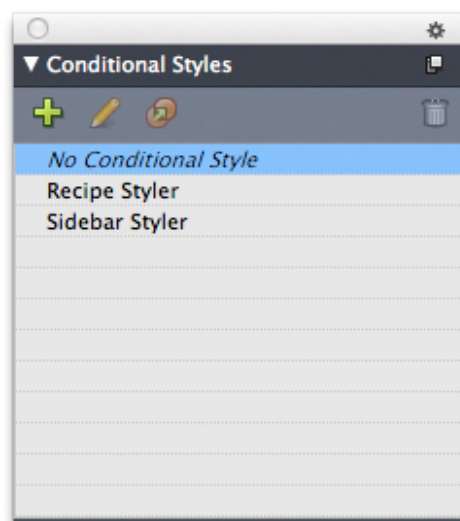 Conditional Styles
No Conditional Style
Recipe Styler
Sidebar Styler